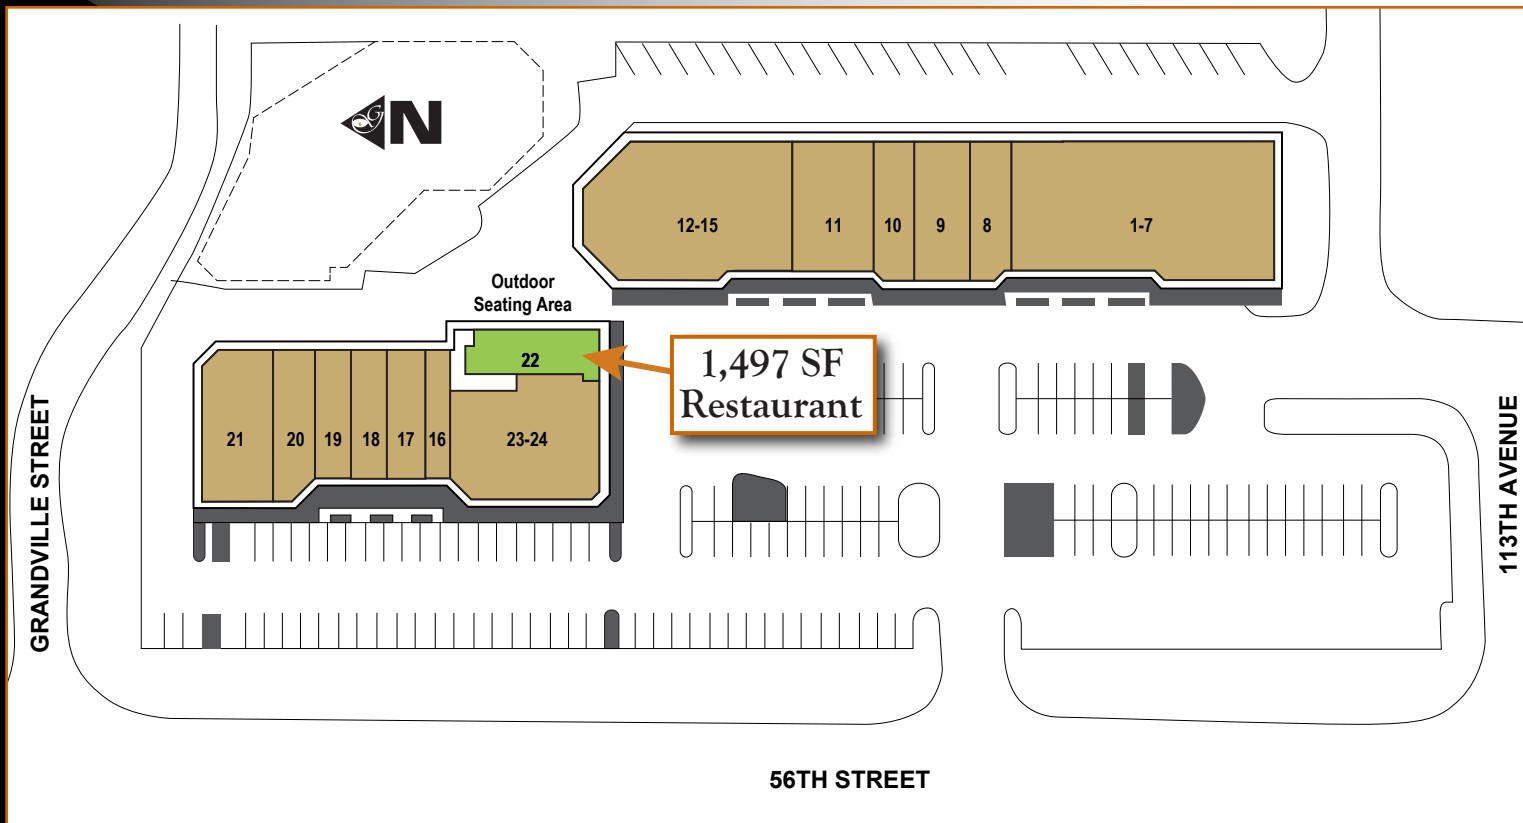 N
12-15
11
10
9
8
1-7
Outdoor
Seating Area
22
1,497 SF
Restaurant
21
20
19
18
17
16
23-24
GRANDVILLE STREET
113TH AVENUE
56TH STREET